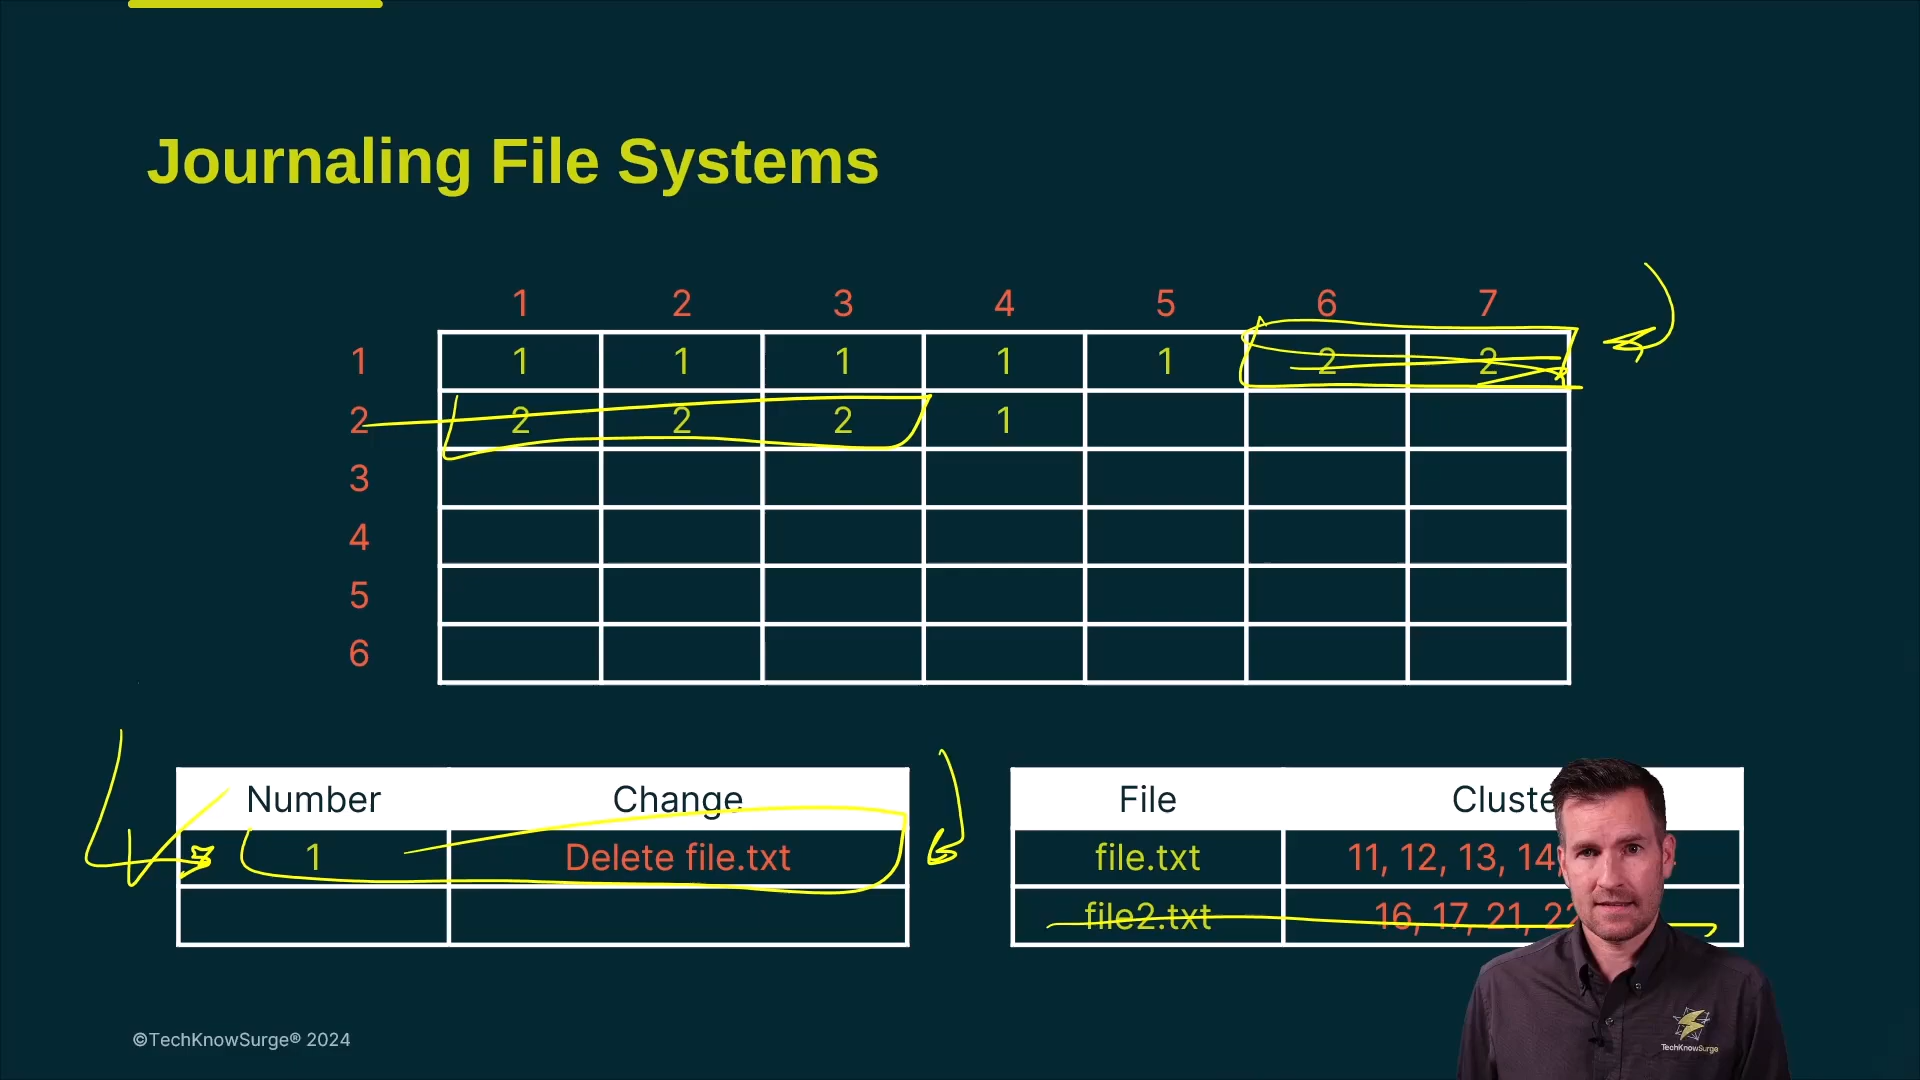 Journaling File Systems
1 2 3 4 5 6 7
1 1 1 1 1 1 2 2
2 2 2 2 1
3
4
5
6
Number Change
1 Delete file.txt
File
file.txt 11, 12, 13, 14,
file2.txt 16, 17, 21,
©TechKnowSurge® 2024
TechKnowSurge